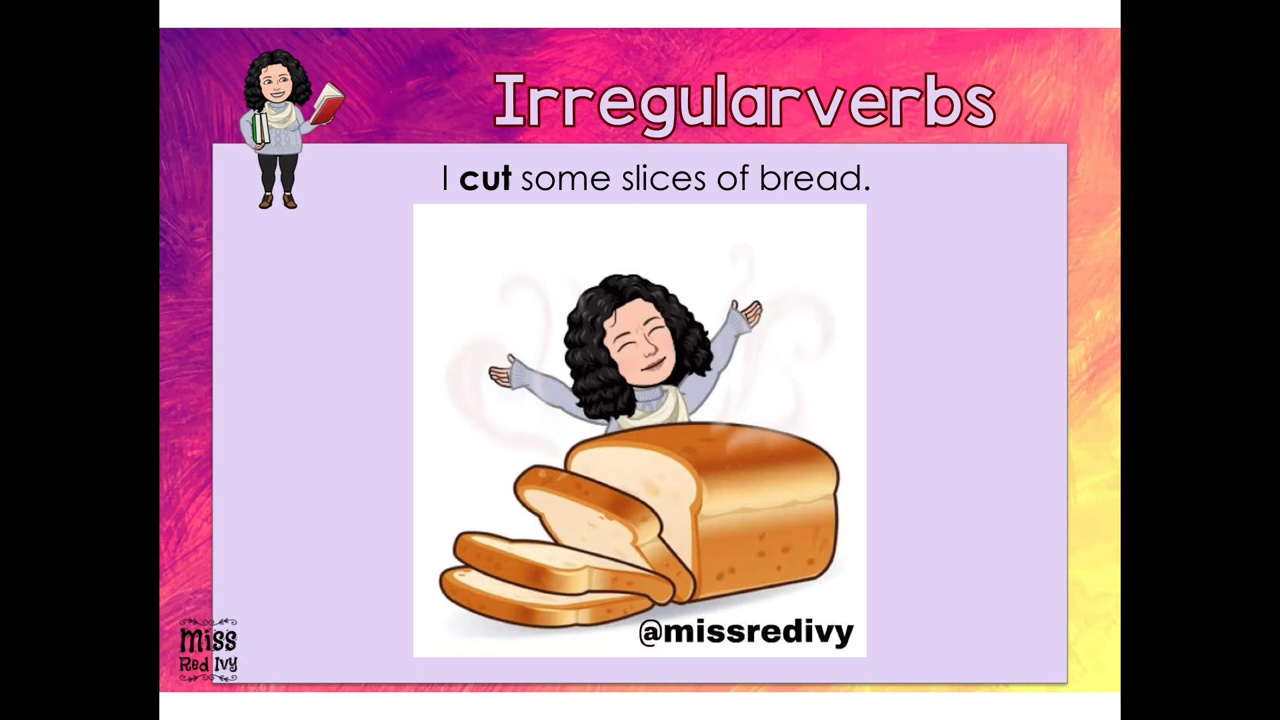 Irregularverbs
I cut some slices of bread.
@missredivy
Miss
Red Ivy